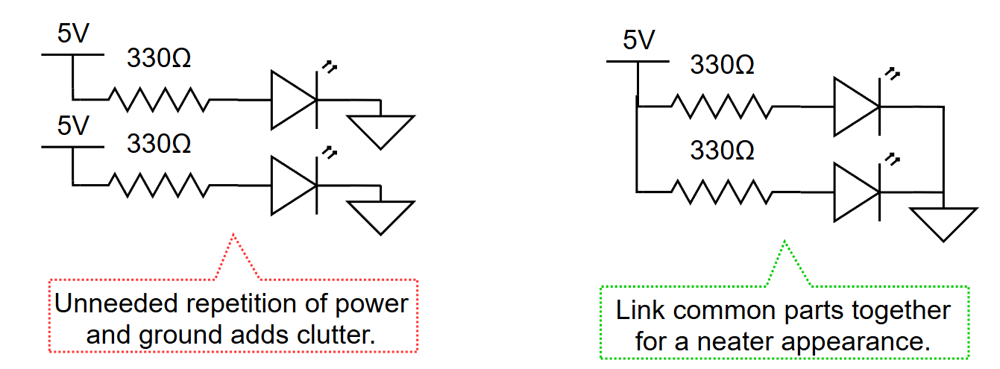 5V
330Ω
5V
330Ω
Unneeded repetition of power
and ground adds clutter.
5V
330Ω
330Ω
Link common parts together
for a neater appearance.